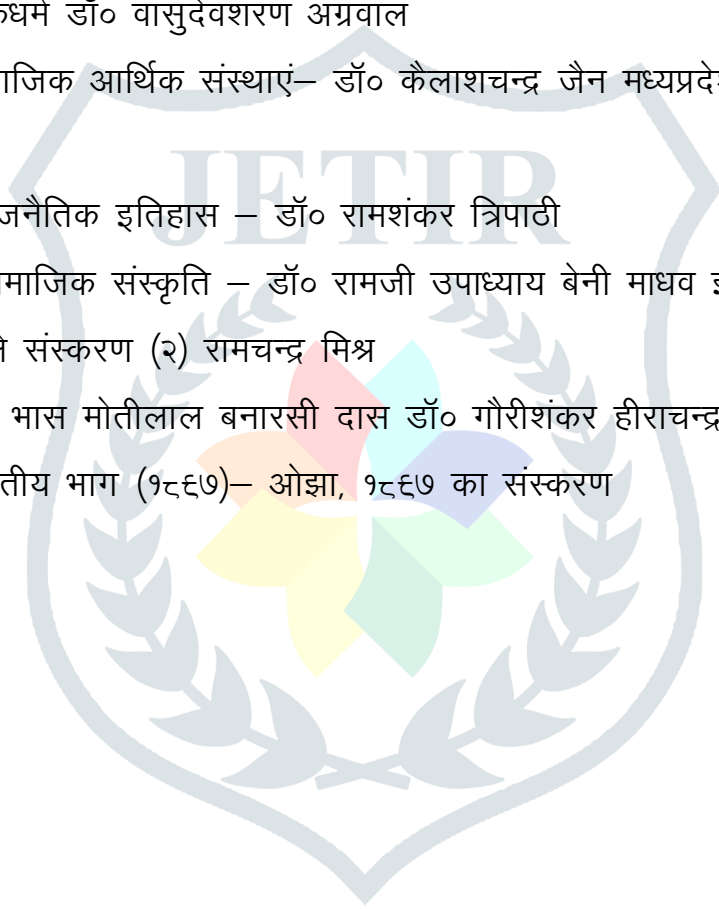 कधर्म डॉ० वासुदेवशरण अग्रवाल
ाजिक आर्थिक संस्थाएं– डॉ० कैलाशचन्द्र जैन मध्यप्रदेश
JETIR
जनैतिक इतिहास – डॉ० रामशंकर त्रिपाठी
माजिक संस्कृति – डॉ० रामजी उपाध्याय बेनी माधव
संस्करण (२) रामचन्द्र मिश्र
भास मोतीलाल बनारसी दास डॉ० गौरीशंकर हीराचन्द्र
तीय भाग (१८६७)– ओझा, १८६७ का संस्करण